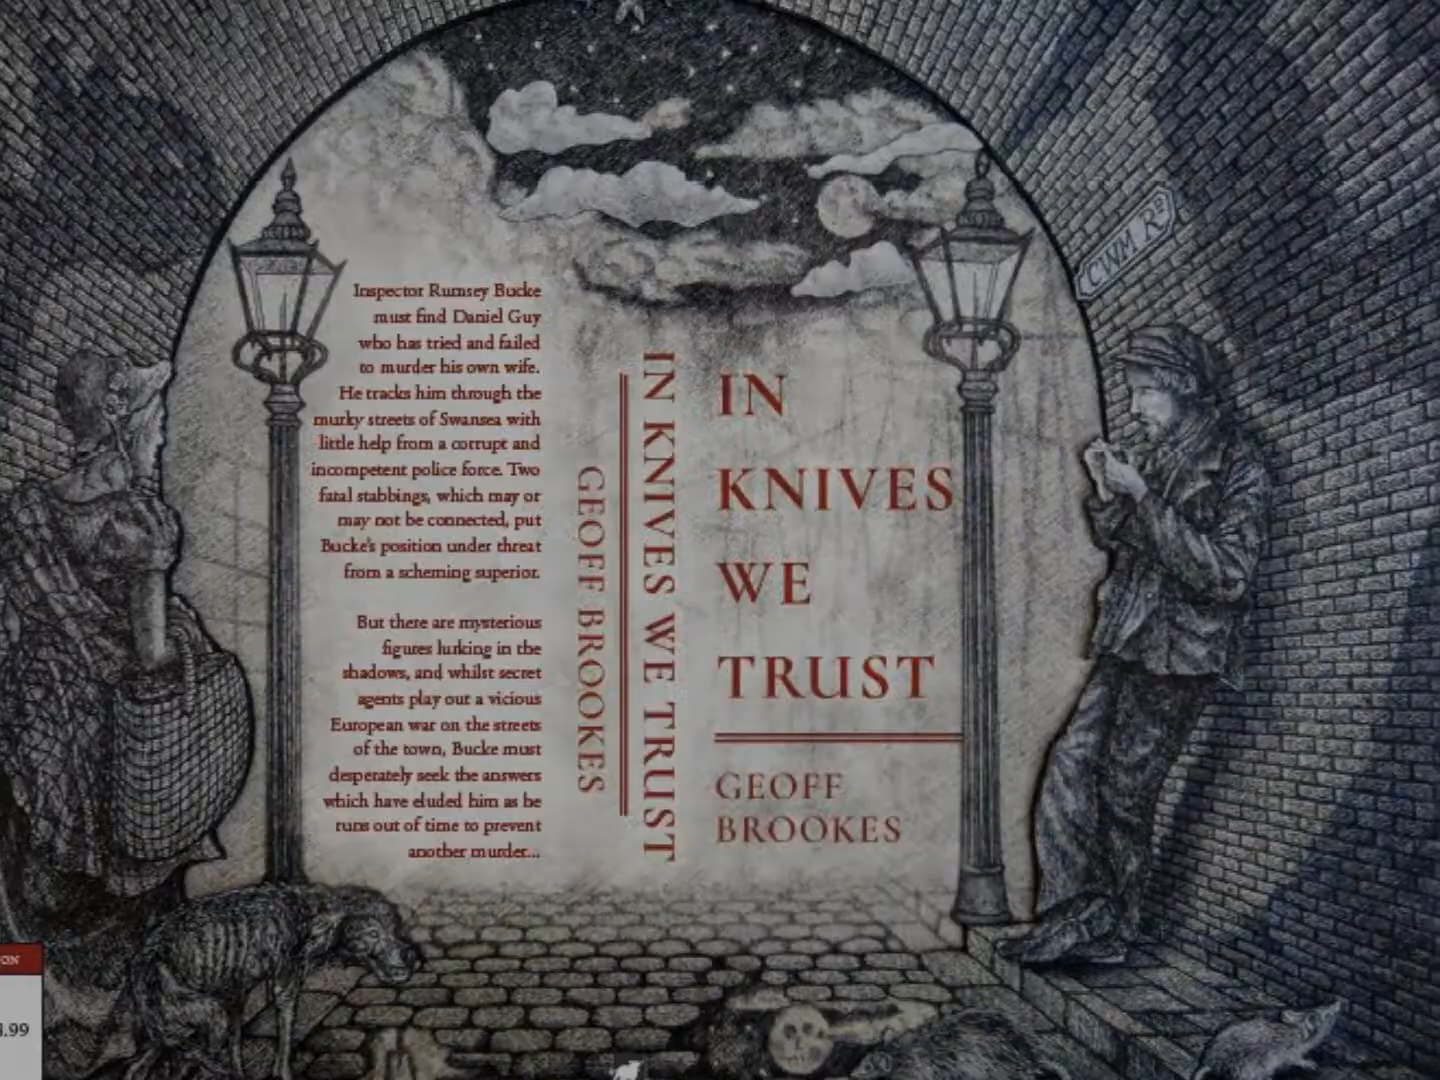 Inspector Rumsey Bucke
must find Daniel Guy
who has tried and failed
to murder his own wife.
He tracks him through the
murky streets of Swansea with
little help from a corrupt and
incompetent police force. Two
fatal stabbings, which may or
may not be connected, put
Bucke's position under threat
from a scheming superior.
But there are mysterious
figures lurking in the
shadows, and whilst secret
agents play out a vicious
European war on the streets
of the town, Bucke must
desperately seek the answers
which have eluded him as he
runs out of time to prevent
another murder...
GEOFF BROOKES
IN KNIVES WE TRUST
IN
KNIVES
WE
TRUST
GEOFF
BROOKES
CWM RD